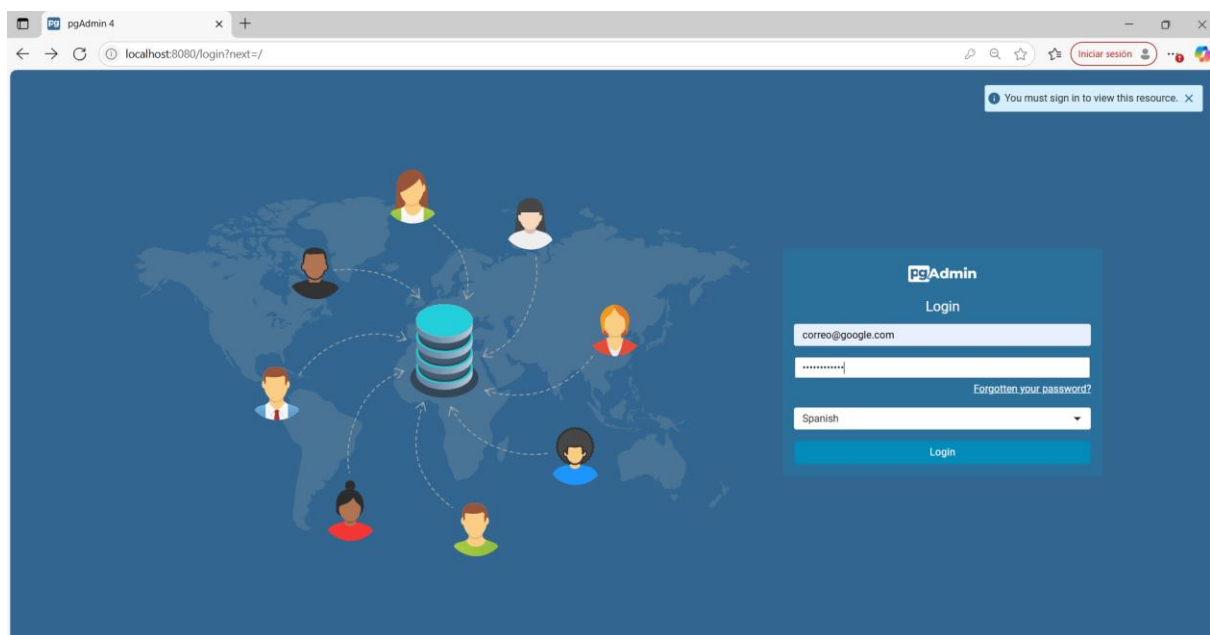 pgAdmin 4
localhost:8080/login?next=/
Iniciar sesión
You must sign in to view this resource.
pgAdmin
Login
correo@google.com
••••••••••••
Forgotten your password?
Spanish
Login